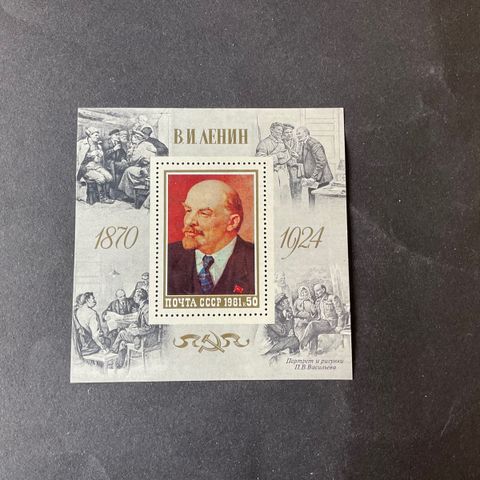 В.И.ЛЕНИН
1870
1924
ПОЧТА СССР 1981 к 50
Портрет и рисунки
П.В.Васильева